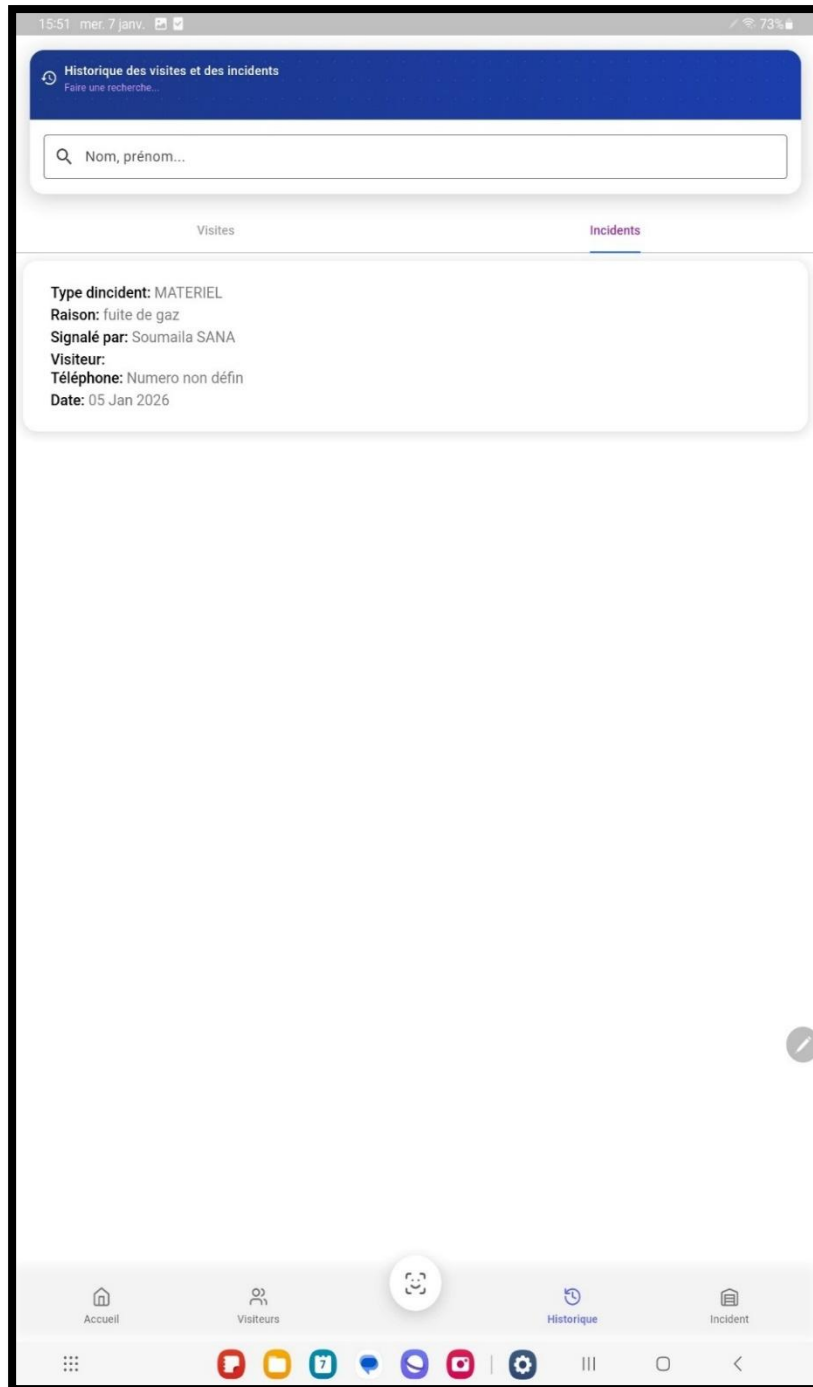 15:51 mer. 7 janv.
73%
Historique des visites et des incidents
Faire une recherche...
Nom, prénom...
Visites
Incidents
Type dincident: MATERIEL
Raison: fuite de gaz
Signalé par: Soumaila SANA
Visiteur:
Téléphone: Numero non défin
Date: 05 Jan 2026
Accueil
Visiteurs
Historique
Incident
7